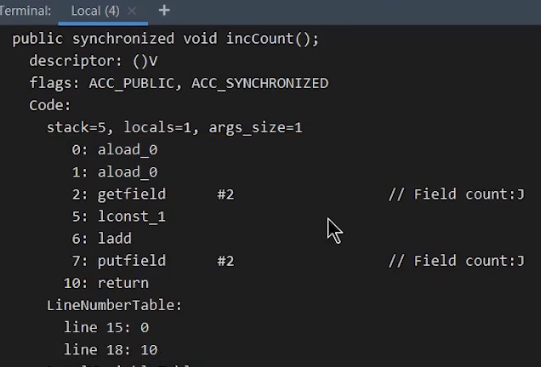 Terminal: Local (4) × +
public synchronized void incCount();
descriptor: ()V
flags: ACC_PUBLIC, ACC_SYNCHRONIZED
Code:
stack=5, locals=1, args_size=1
0: aload_0
1: aload_0
2: getfield #2 // Field count:J
5: lconst_1
6: ladd
7: putfield #2 // Field count:J
10: return
LineNumberTable:
line 15: 0
line 18: 10